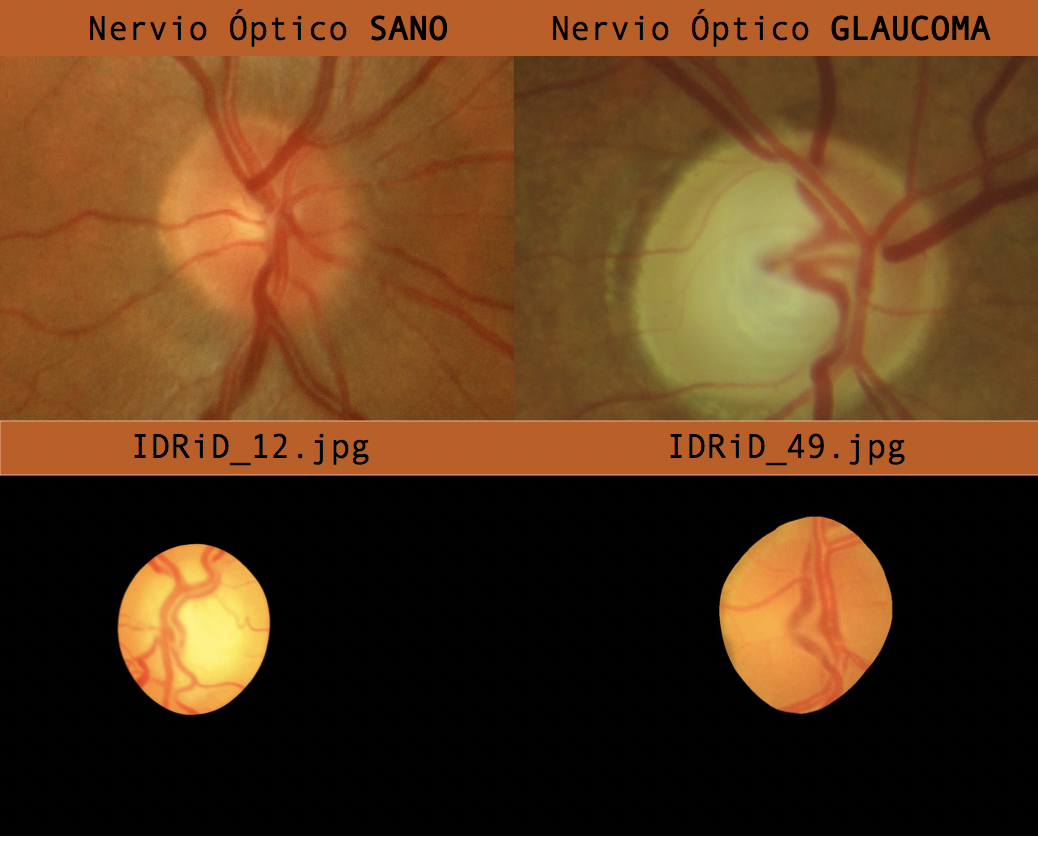 Nervio Óptico SANO
Nervio Óptico GLAUCOMA
IDRiD_12.jpg
IDRiD_49.jpg